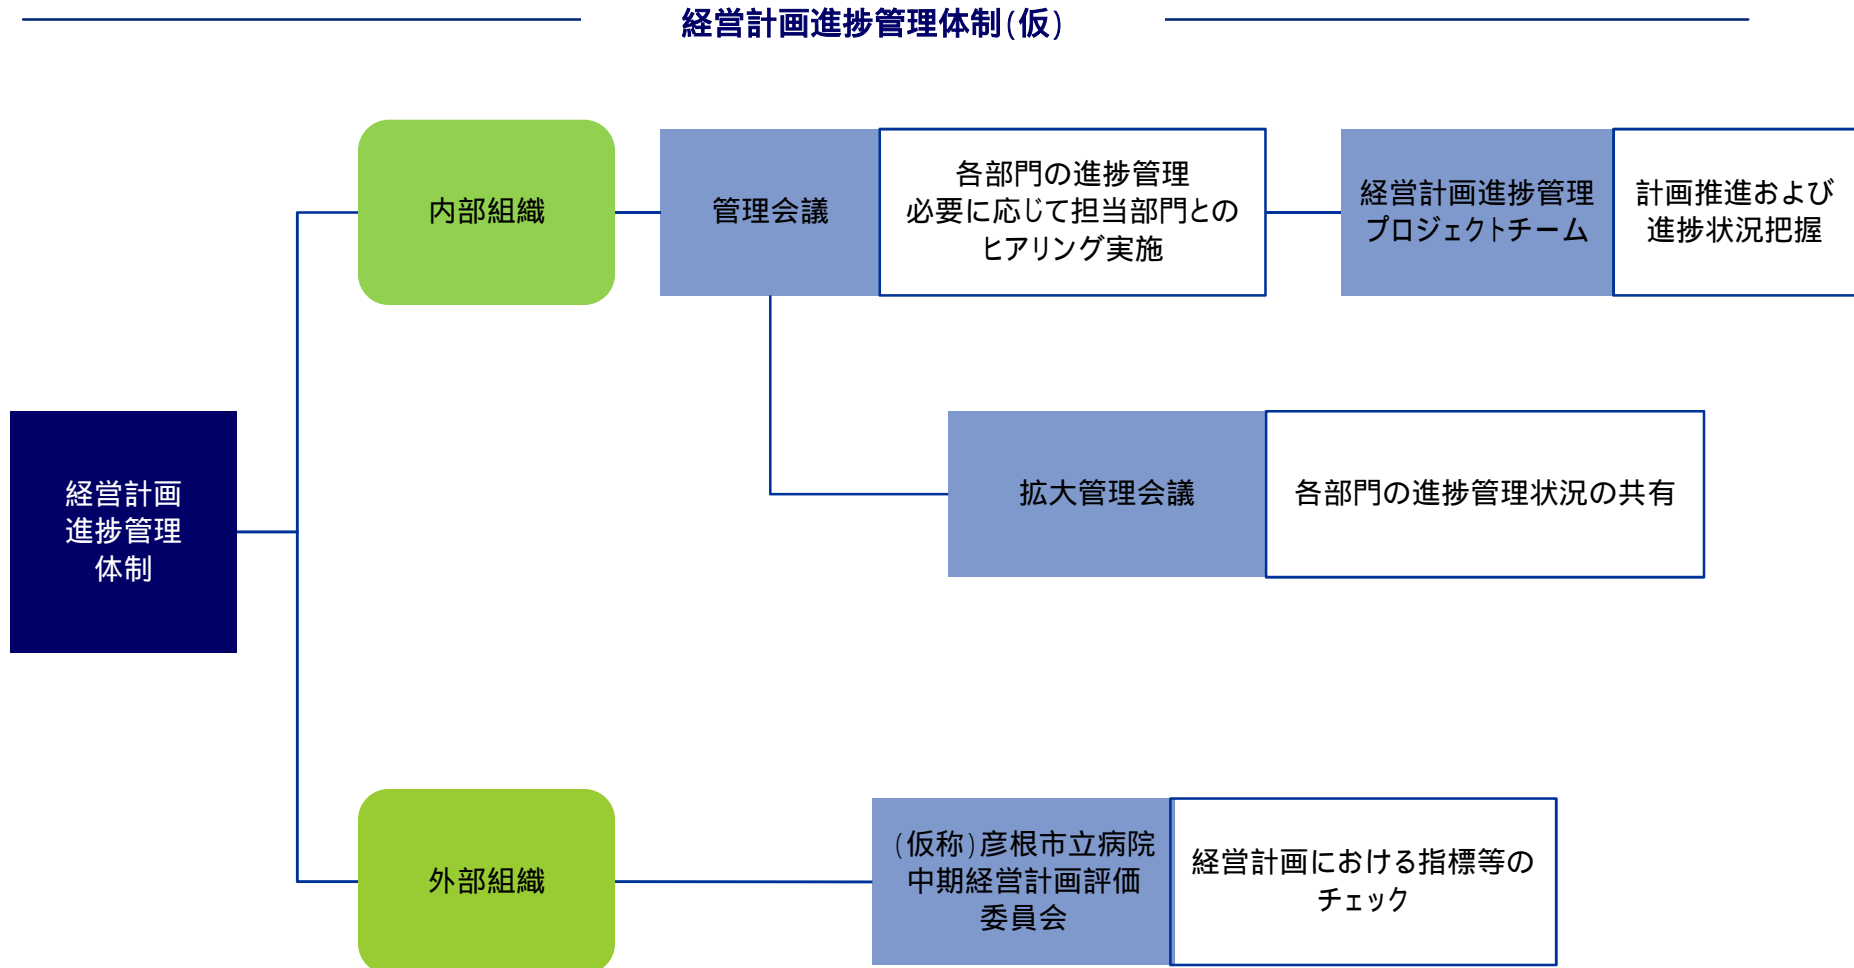 経営計画進捗管理体制(仮)
内部組織
管理会議
各部門の進捗管理
必要に応じて担当部門との
ヒアリング実施
経営計画進捗管理
プロジェクトチーム
計画推進および
進捗状況把握
拡大管理会議
各部門の進捗管理状況の共有
経営計画
進捗管理
体制
外部組織
(仮称)彦根市立病院
中期経営計画評価
委員会
経営計画における指標等の
チェック